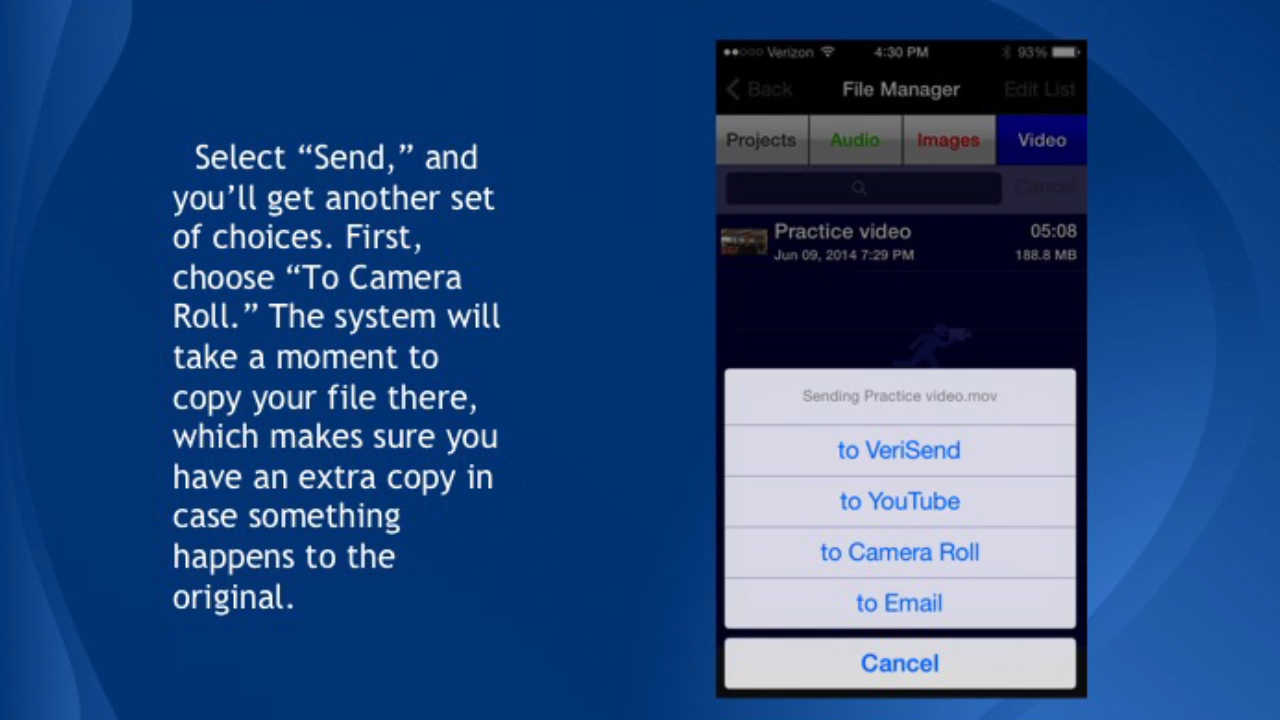 Select “Send,” and
you’ll get another set
of choices. First,
choose “To Camera
Roll.” The system will
take a moment to
copy your file there,
which makes sure you
have an extra copy in
case something
happens to the
original.
Verizon 4:30 PM 93%
Back File Manager Edit List
Projects Audio Images Video
Cancel
Practice video 05:08
Jun 09, 2014 7:29 PM 188.8 MB
Sending Practice video.mov
to VeriSend
to YouTube
to Camera Roll
to Email
Cancel